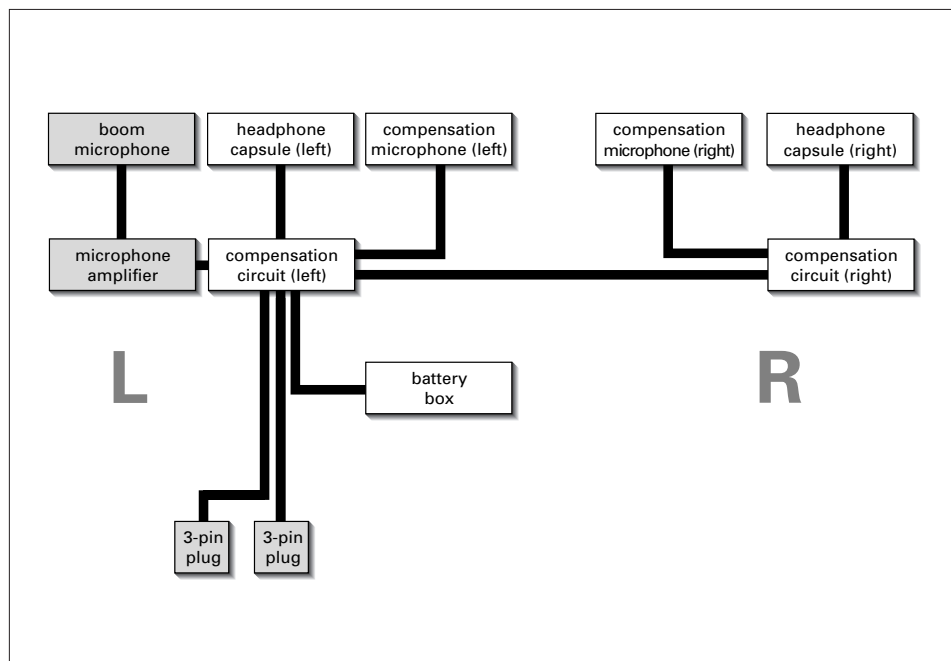 boom
microphone
headphone
capsule (left)
compensation
microphone (left)
compensation
microphone (right)
headphone
capsule (right)
microphone
amplifier
compensation
circuit (left)
compensation
circuit (right)
L
battery
box
R
3-pin
plug
3-pin
plug